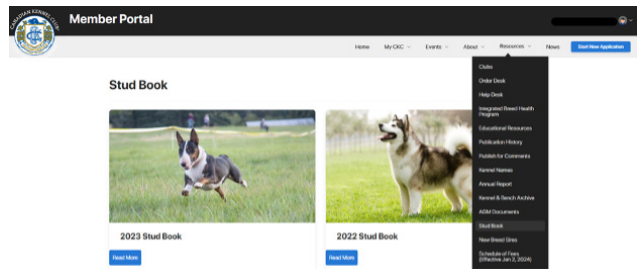 CANADIAN KENNEL CLUB
Member Portal
Home My CKC Events About Resources News Start New Application
Clubs
Order Desk
Help Desk
Integrated Breed Health
Program
Educational Resources
Publication History
Publish for Comments
Kennel Names
Annual Report
Kennel & Bench Archive
AGM Documents
Stud Book
New Breed Sires
Schedule of Fees
(Effective Jan 2, 2024)
Stud Book
2023 Stud Book
Read More
2022 Stud Book
Read More